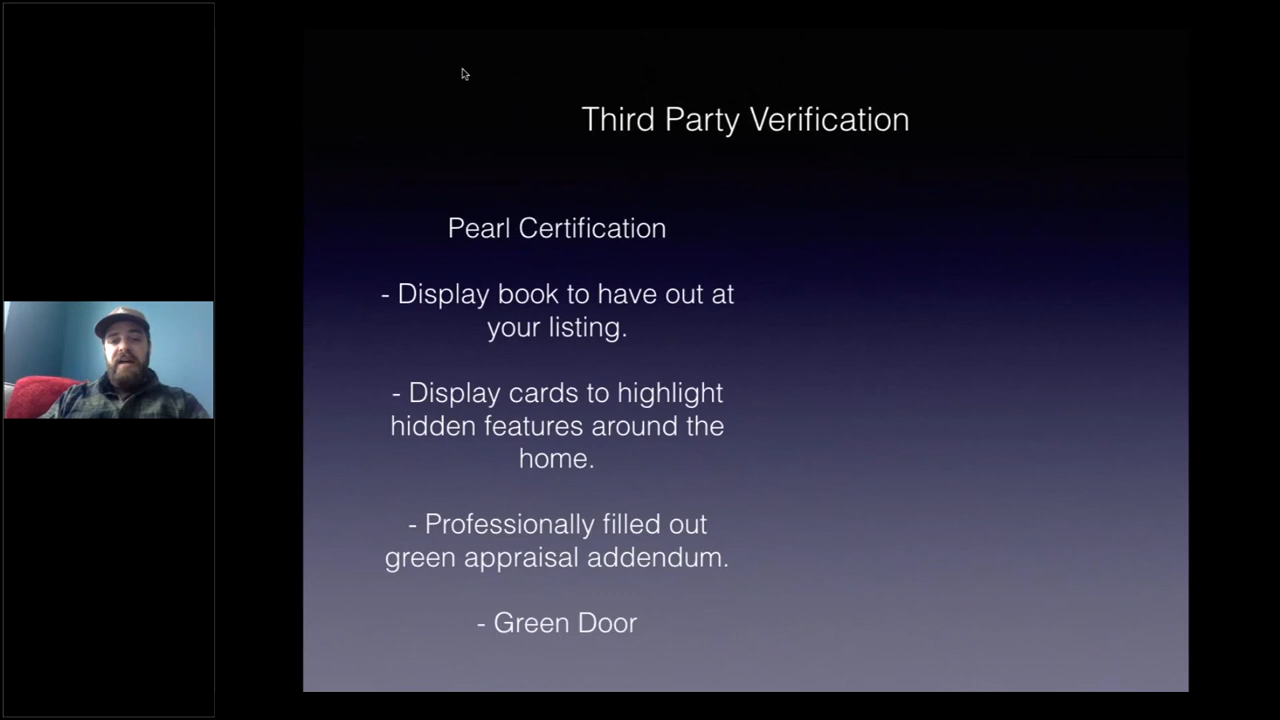 Third Party Verification
Pearl Certification
- Display book to have out at
your listing.
- Display cards to highlight
hidden features around the
home.
- Professionally filled out
green appraisal addendum.
- Green Door